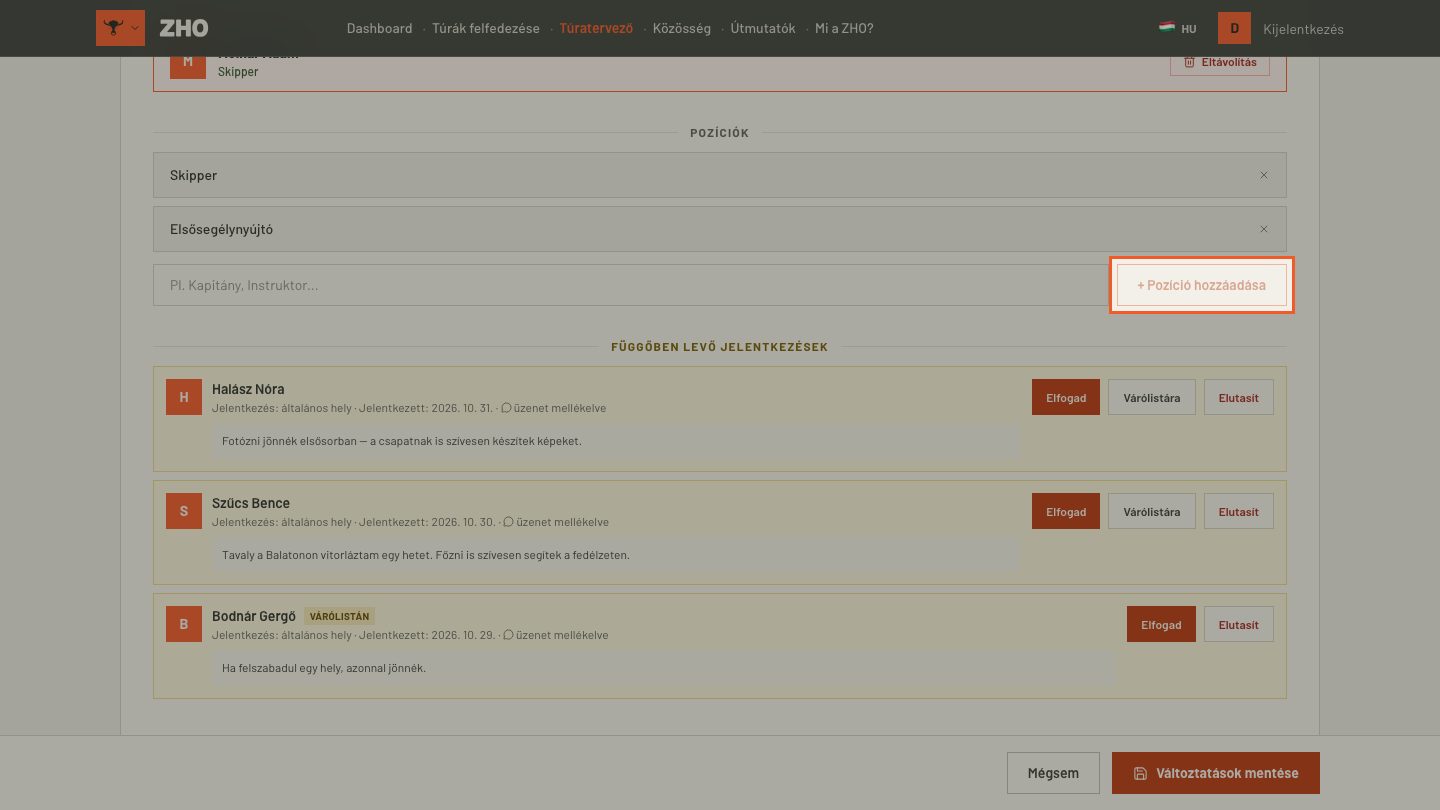 ZHO
Dashboard · Túrák felfedezése · Túratervező · Közösség · Útmutatók · Mi a ZHO?
HU
D
Kijelentkezés
M
Skipper
Eltávolítás
POZÍCIÓK
Skipper
Elsősegélynyújtó
Pl. Kapitány, Instruktor...
+ Pozíció hozzáadása
FÜGGŐBEN LEVŐ JELENTKEZÉSEK
H
Halász Nóra
Jelentkezés: általános hely · Jelentkezett: 2026. 10. 31. · üzenet mellékelve
Fotózni jönnék elsősorban — a csapatnak is szívesen készítek képeket.
Elfogad
Várólistára
Elutasít
S
Szűcs Bence
Jelentkezés: általános hely · Jelentkezett: 2026. 10. 30. · üzenet mellékelve
Tavaly a Balatonon vitorláztam egy hetet. Főzni is szívesen segítek a fedélzeten.
Elfogad
Várólistára
Elutasít
B
Bodnár Gergő VÁRÓLISTÁN
Jelentkezés: általános hely · Jelentkezett: 2026. 10. 29. · üzenet mellékelve
Ha felszabadul egy hely, azonnal jönnék.
Elfogad
Elutasít
Mégsem
Változtatások mentése